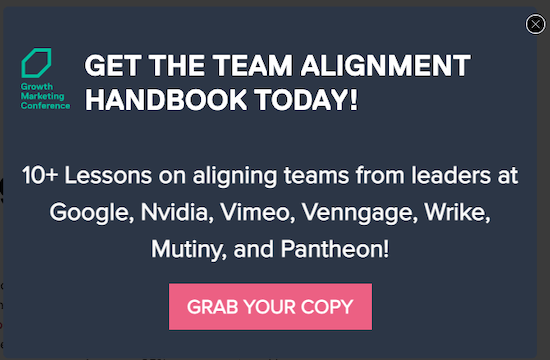 GET THE TEAM ALIGNMENT
HANDBOOK TODAY!
Growth
Marketing
Conference
10+ Lessons on aligning teams from leaders at
Google, Nvidia, Vimeo, Venngage, Wrike,
Mutiny, and Pantheon!
GRAB YOUR COPY